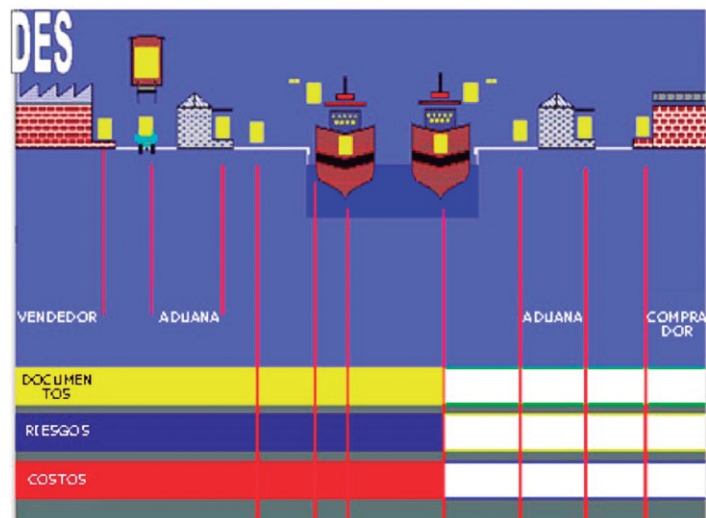 DES
VENDEDOR
ADUANA
ADUANA
COMPRA
DOR
DOCUMEN
TOS
RIESGOS
COSTOS